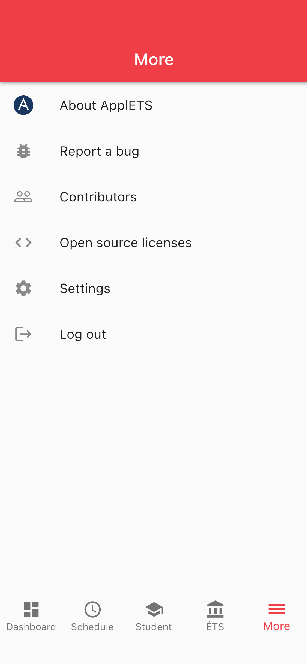 More
About ApplETS
Report a bug
Contributors
Open source licenses
Settings
Log out
Dashboard Schedule Student ÉTS More